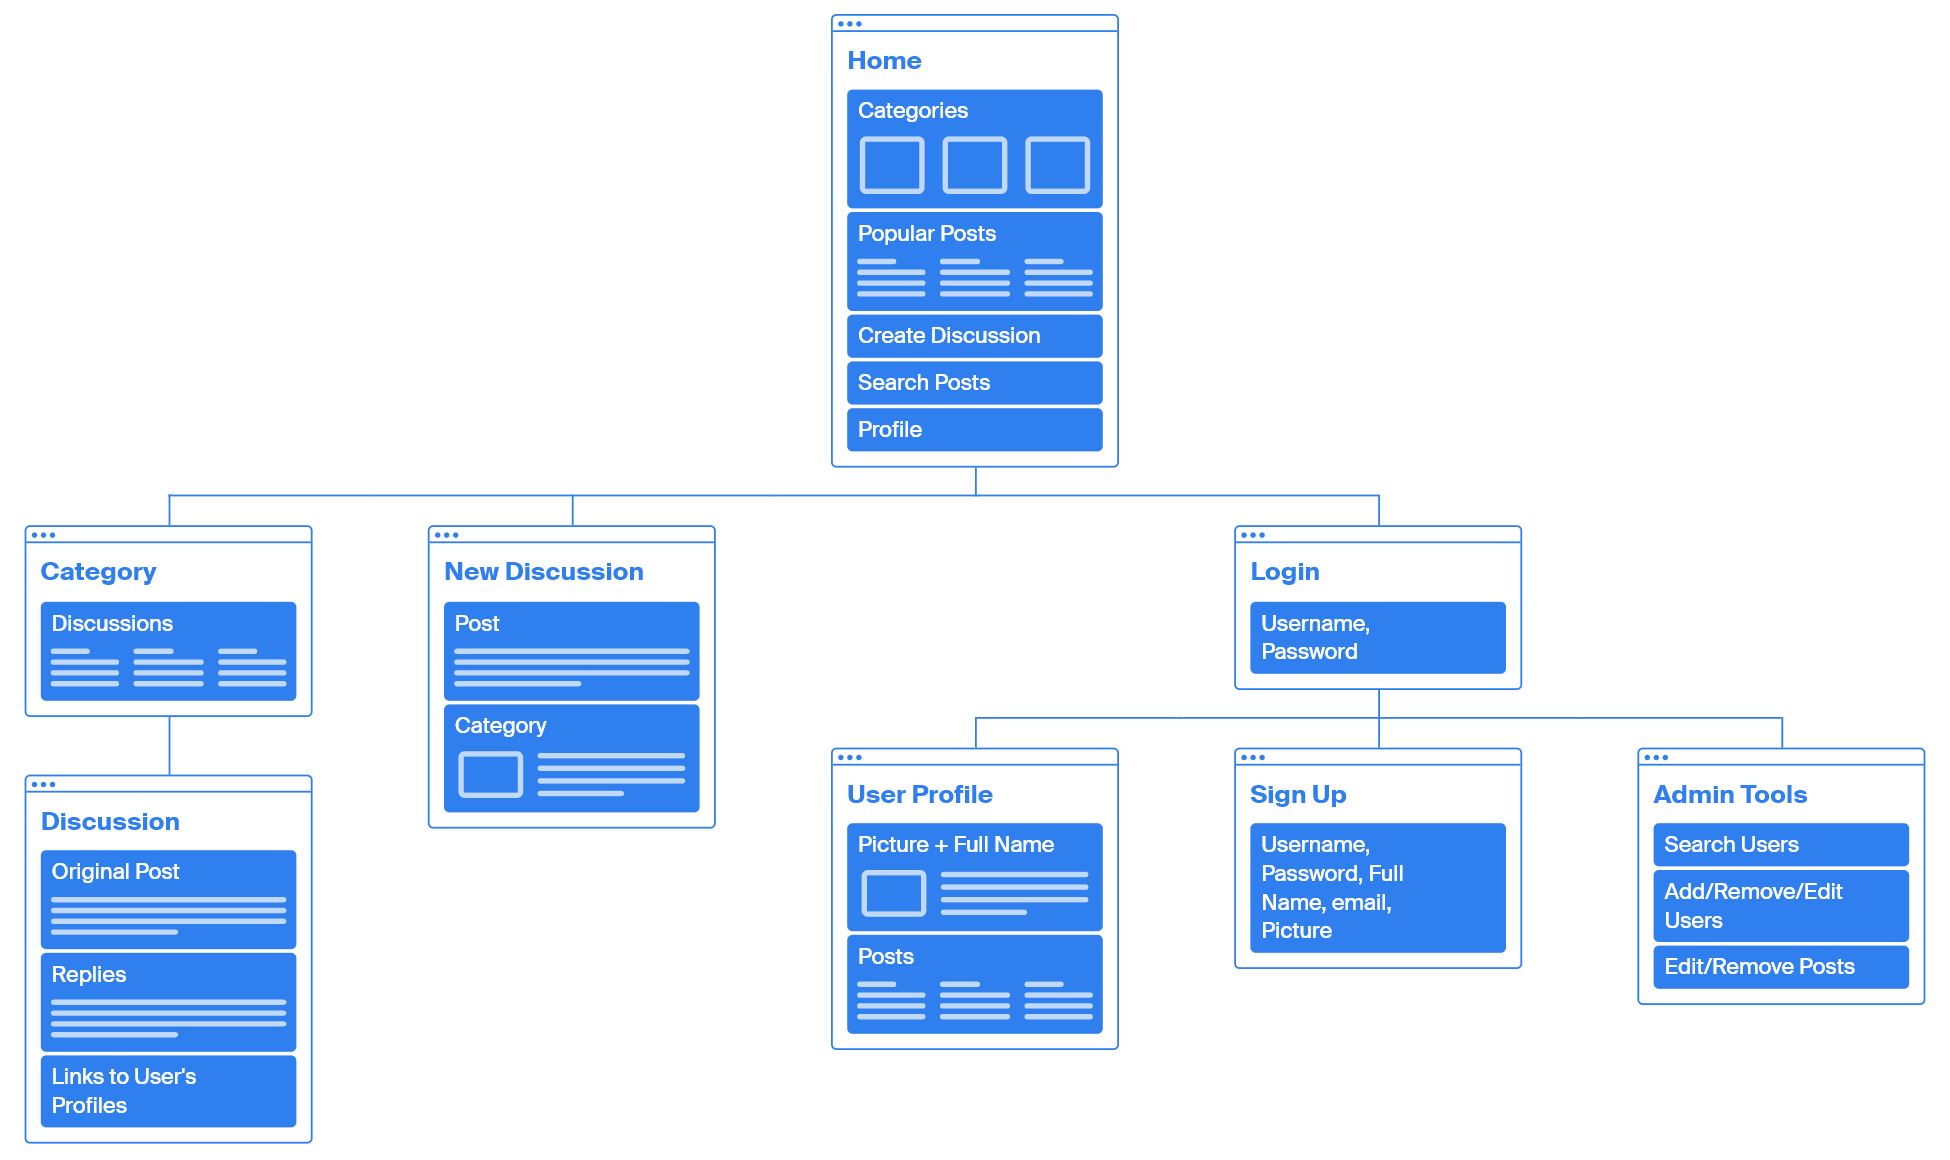 Home
Categories
Popular Posts
Create Discussion
Search Posts
Profile
Category
Discussions
New Discussion
Post
Category
Login
Username,
Password
Discussion
Original Post
Replies
Links to User's
Profiles
User Profile
Picture + Full Name
Posts
Sign Up
Username,
Password, Full
Name, email,
Picture
Admin Tools
Search Users
Add/Remove/Edit
Users
Edit/Remove Posts